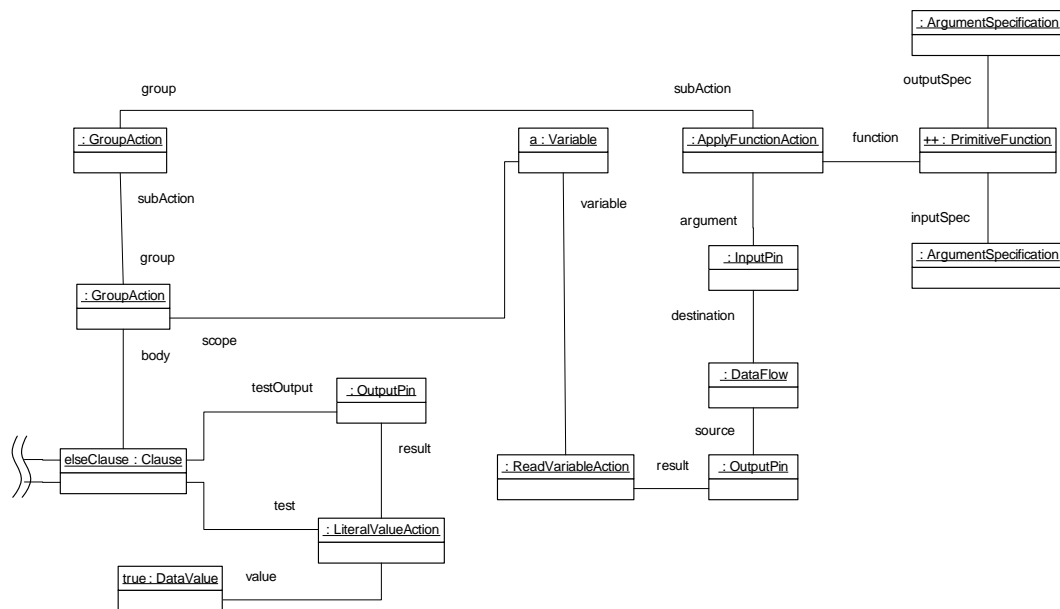 : ArgumentSpecification
outputSpec
group
subAction
: GroupAction
a : Variable
: ApplyFunctionAction
function
++ : PrimitiveFunction
subAction
variable
argument
inputSpec
: InputPin
: ArgumentSpecification
group
: GroupAction
destination
scope
body
: DataFlow
testOutput
: OutputPin
source
result
elseClause : Clause
: ReadVariableAction
result
: OutputPin
test
: LiteralValueAction
true : DataValue
value